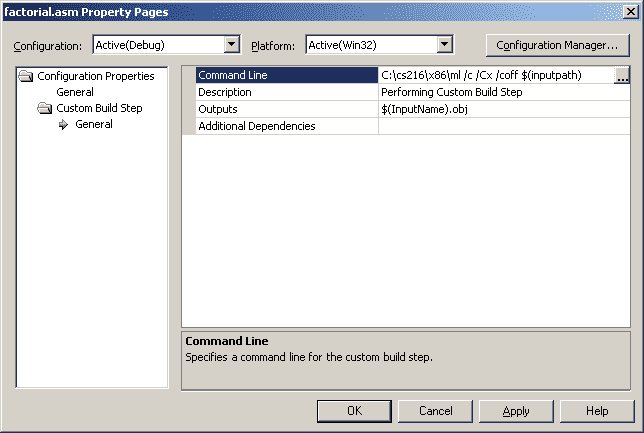 factorial.asm Property Pages
Configuration: Active(Debug) Platform: Active(Win32) Configuration Manager...
Configuration Properties
General
Custom Build Step
General
Command Line C:\cs216\x86\ml /c /Cx /coff $(inputpath) ...
Description Performing Custom Build Step
Outputs $(InputName).obj
Additional Dependencies
Command Line
Specifies a command line for the custom build step.
OK Cancel Apply Help